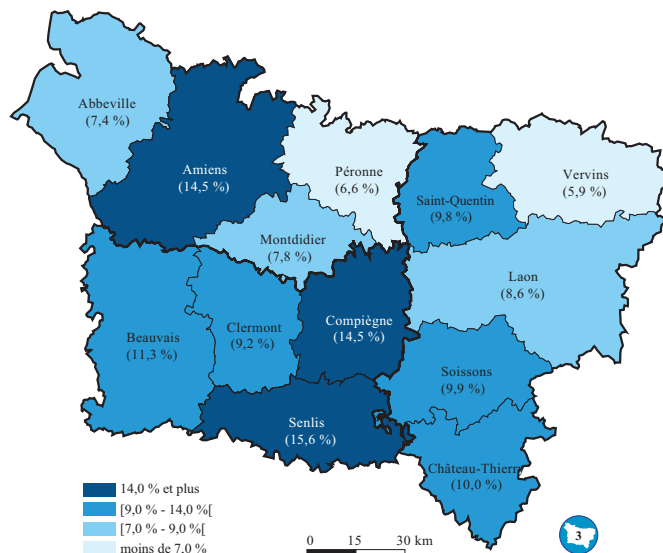 Abbeville
(7,4 %)
Amiens
(14,5 %)
Péronne
(6,6 %)
Saint-Quentin
(9,8 %)
Vervins
(5,9 %)
Montdidier
(7,8 %)
Laon
(8,6 %)
Beauvais
(11,3 %)
Clermont
(9,2 %)
Compiègne
(14,5 %)
Soissons
(9,9 %)
Senlis
(15,6 %)
Château-Thierr
(10,0 %)
14,0 % et plus
[9,0 % - 14,0 %[
[7,0 % - 9,0 %[
moins de 7,0 %
0 15 30 km
3